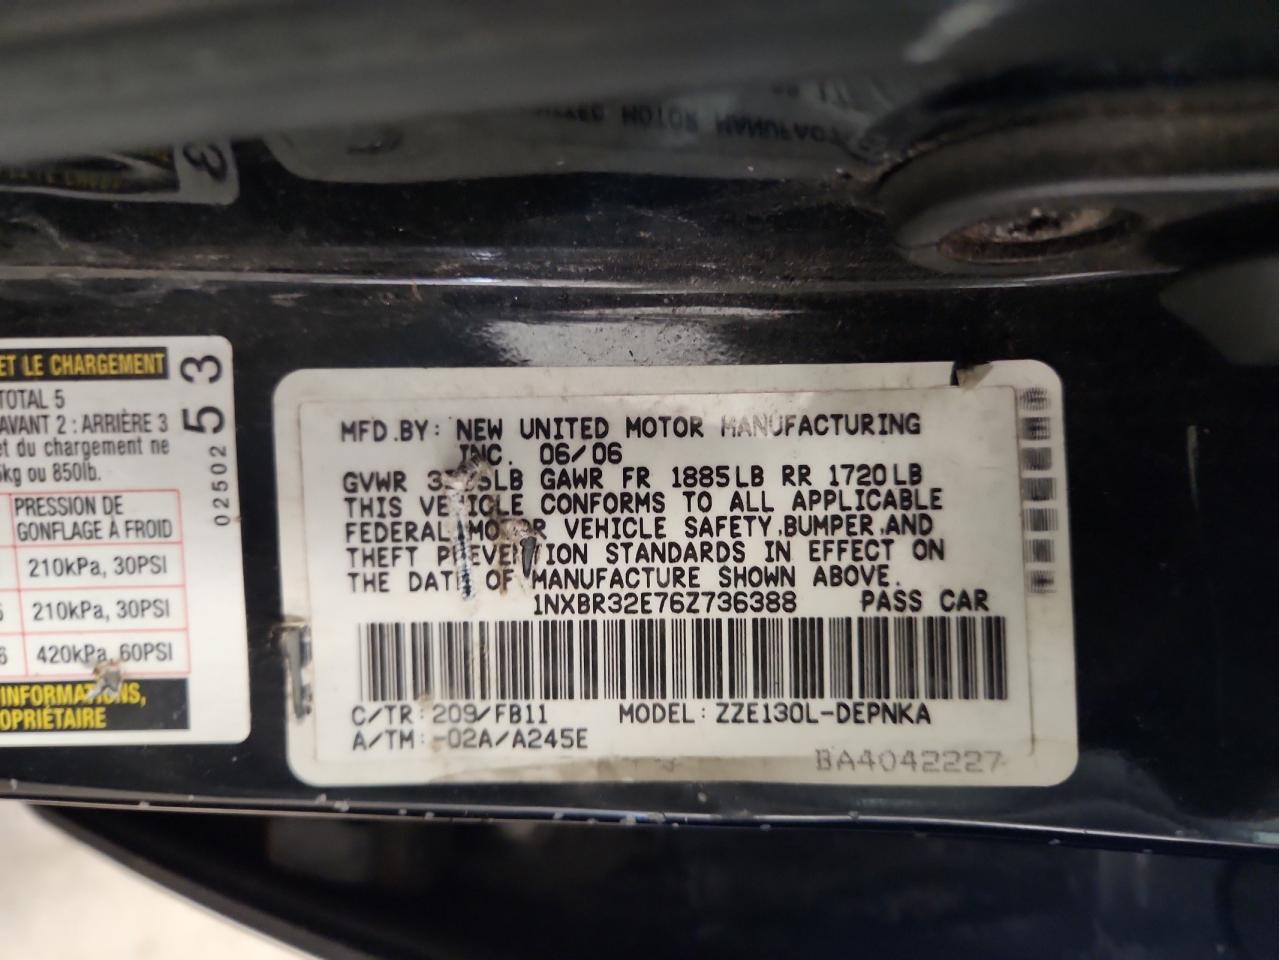 ET LE CHARGEMENT
TOTAL 5
AVANT 2 : ARRIÈRE 3
et du chargement ne
kg ou 850lb.
PRESSION DE
GONFLAGE À FROID
210kPa, 30PSI
210kPa, 30PSI
420kPa, 60PSI
INFORMATIONS,
53
02502
MFD.BY: NEW UNITED MOTOR MANUFACTURING
INC. 06/06
GVWR LB GAWR FR 1885LB RR 1720LB
THIS VEHICLE CONFORMS TO ALL APPLICABLE
FEDERAL MOTOR VEHICLE SAFETY,BUMPER,AND
THEFT PREVENTION STANDARDS IN EFFECT ON
THE DATE OF MANUFACTURE SHOWN ABOVE.
1NXBR32E76Z736388 PASS CAR
C/TR: 209/FB11 MODEL: ZZE130L-DEPNKA
A/TM: -02A/A245E
BA4042227